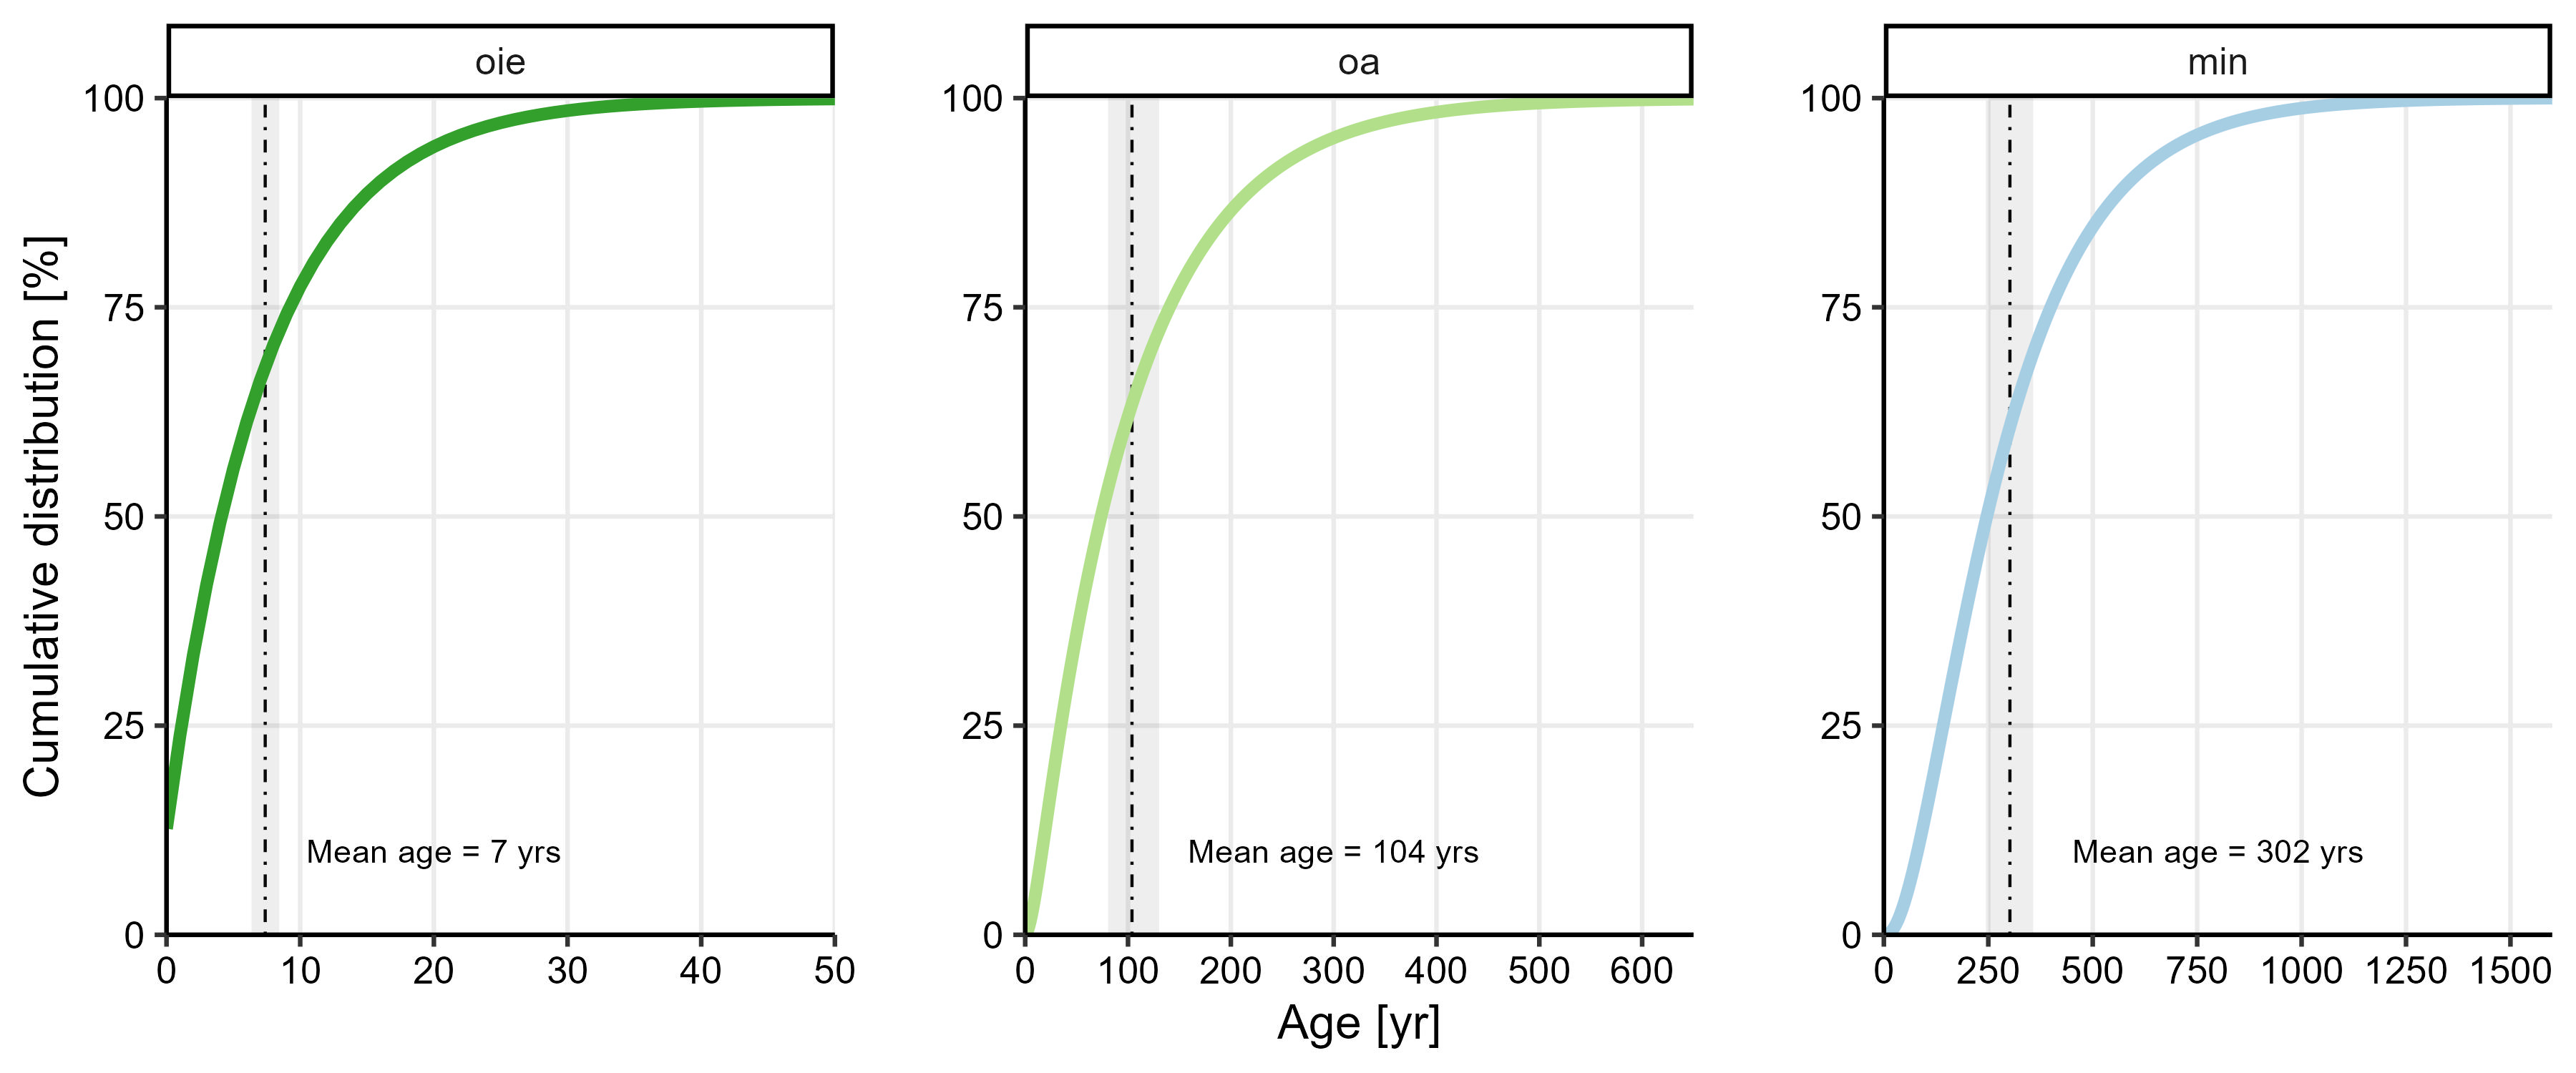 oie
oa
min
Cumulative distribution [%]
100
75
50
25
0
Mean age = 7 yrs
0 10 20 30 40 50
100
75
50
25
0
Mean age = 104 yrs
0 100 200 300 400 500 600
100
75
50
25
0
Mean age = 302 yrs
0 250 500 750 1000 1250 1500
Age [yr]